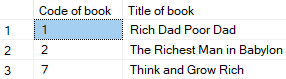 Code of book Title of book
1 1 Rich Dad Poor Dad
2 2 The Richest Man in Babylon
3 7 Think and Grow Rich